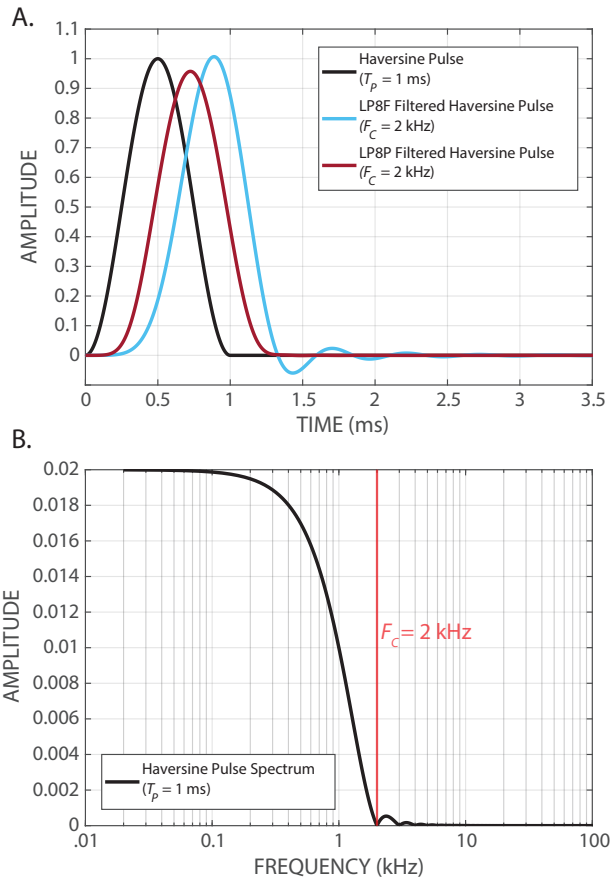 A.
1.1
1
0.9
0.8
0.7
0.6
0.5
0.4
0.3
0.2
0.1
0
AMPLITUDE
Haversine Pulse
(T_P = 1 ms)
LP8F Filtered Haversine Pulse
(F_C = 2 kHz)
LP8P Filtered Haversine Pulse
(F_C = 2 kHz)
0 0.5 1 1.5 2 2.5 3 3.5
TIME (ms)
B.
0.02
0.018
0.016
0.014
0.012
0.01
0.008
0.006
0.004
0.002
0
AMPLITUDE
F_C = 2 kHz
Haversine Pulse Spectrum
(T_P = 1 ms)
.01 0.1 1 10 100
FREQUENCY (kHz)